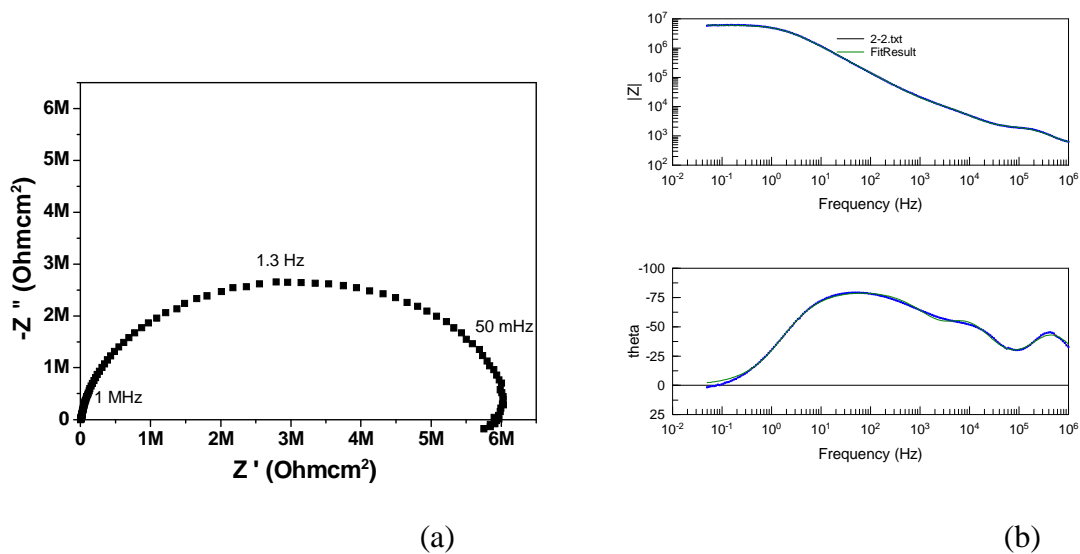 6M
5M
4M
3M
2M
1M
0
0 1M 2M 3M 4M 5M 6M
-Z '' (Ohmcm²)
Z ' (Ohmcm²)
1.3 Hz
50 mHz
1 MHz
(a)
10⁷
10⁶
10⁵
10⁴
10³
10²
10⁻² 10⁻¹ 10⁰ 10¹ 10² 10³ 10⁴ 10⁵ 10⁶
|Z|
Frequency (Hz)
2-2.txt
FitResult
-100
-75
-50
-25
0
25
10⁻² 10⁻¹ 10⁰ 10¹ 10² 10³ 10⁴ 10⁵ 10⁶
theta
Frequency (Hz)
(b)